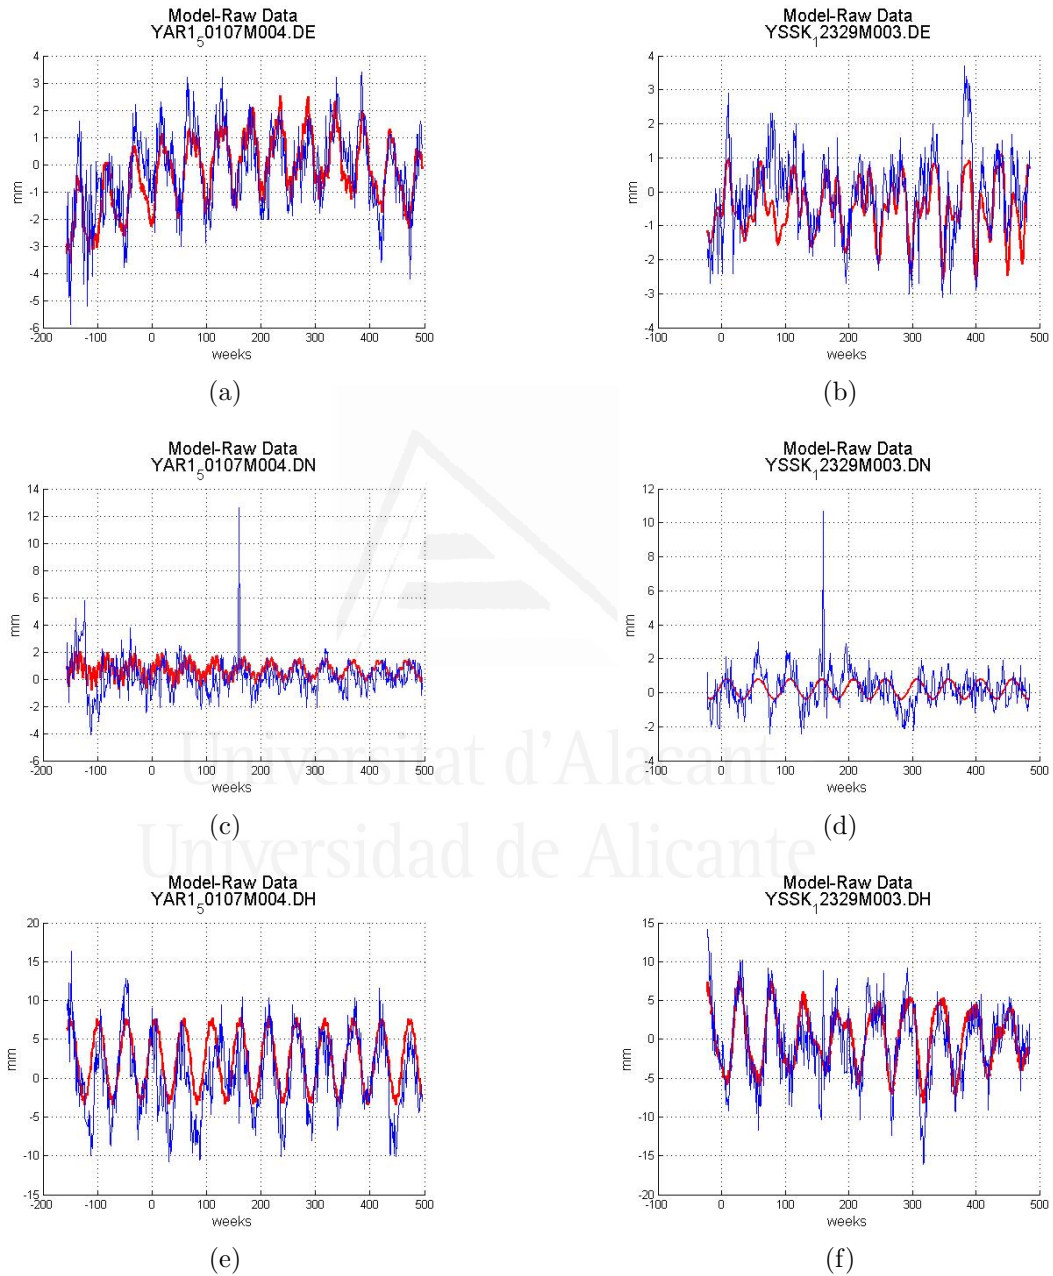 Model-Raw Data
YAR1₅0107M004.DE
4
3
2
1
0
-1
-2
-3
-4
-5
-6
mm
-200 -100 0 100 200 300 400 500
weeks
(a)
Model-Raw Data
YSSK₁2329M003.DE
4
3
2
1
0
-1
-2
-3
-4
mm
-100 0 100 200 300 400 500
weeks
(b)
Model-Raw Data
YAR1₅0107M004.DN
14
12
10
8
6
4
2
0
-2
-4
-6
mm
-200 -100 0 100 200 300 400 500
weeks
(c)
Model-Raw Data
YSSK₁2329M003.DN
12
10
8
6
4
2
0
-2
-4
mm
-100 0 100 200 300 400 500
weeks
(d)
Universitat d'Alacant
Universidad de Alicante
Model-Raw Data
YAR1₅0107M004.DH
20
15
10
5
0
-5
-10
-15
mm
-200 -100 0 100 200 300 400 500
weeks
(e)
Model-Raw Data
YSSK₁2329M003.DH
15
10
5
0
-5
-10
-15
-20
mm
-100 0 100 200 300 400 500
weeks
(f)